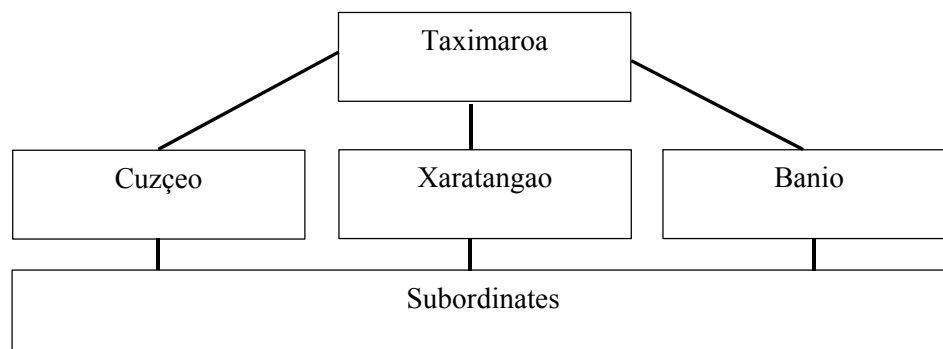 Taximaroa
Cuzçeo
Xaratangao
Banio
Subordinates